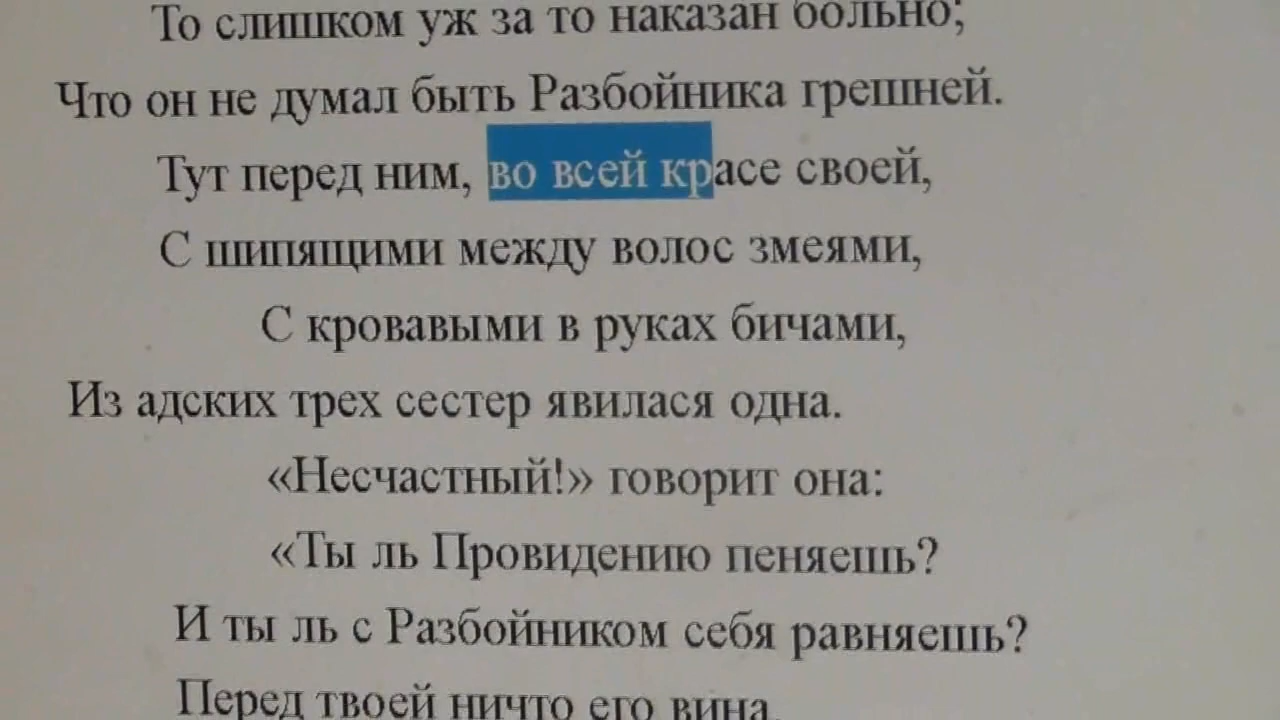 То слишком уж за то наказан больно;
Что он не думал быть Разбойника грешней.
Тут перед ним, во всей красе своей,
С шипящими между волос змеями,
С кровавыми в руках бичами,
Из адских трех сестер явилася одна.
«Несчастный!» говорит она:
«Ты ль Провидению пеняешь?
И ты ль с Разбойником себя равняешь?
Перед твоей ничто его вина.